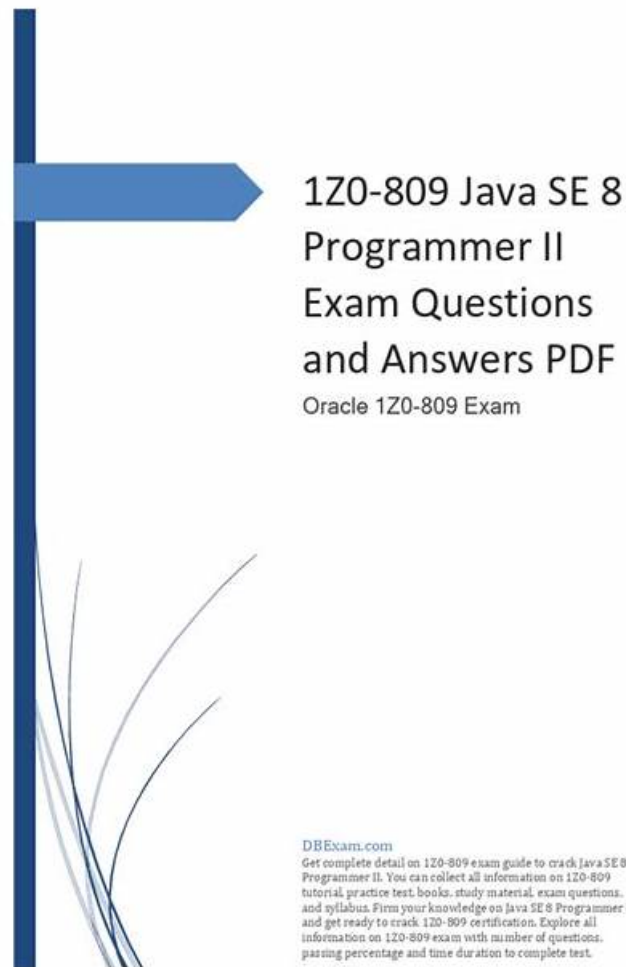 1Z0-809 Java SE 8
Programmer II
Exam Questions
and Answers PDF
Oracle 1Z0-809 Exam
DBExam.com
Get complete detail on 1Z0-809 exam guide to crack Java SE 8
Programmer II. You can collect all information on 1Z0-809
tutorial, practice test, books, study material, exam questions,
and syllabus. Firm your knowledge on Java SE 8 Programmer
and get ready to crack 1Z0-809 certification. Explore all
information on 1Z0-809 exam with number of questions,
passing percentage and time duration to complete test.